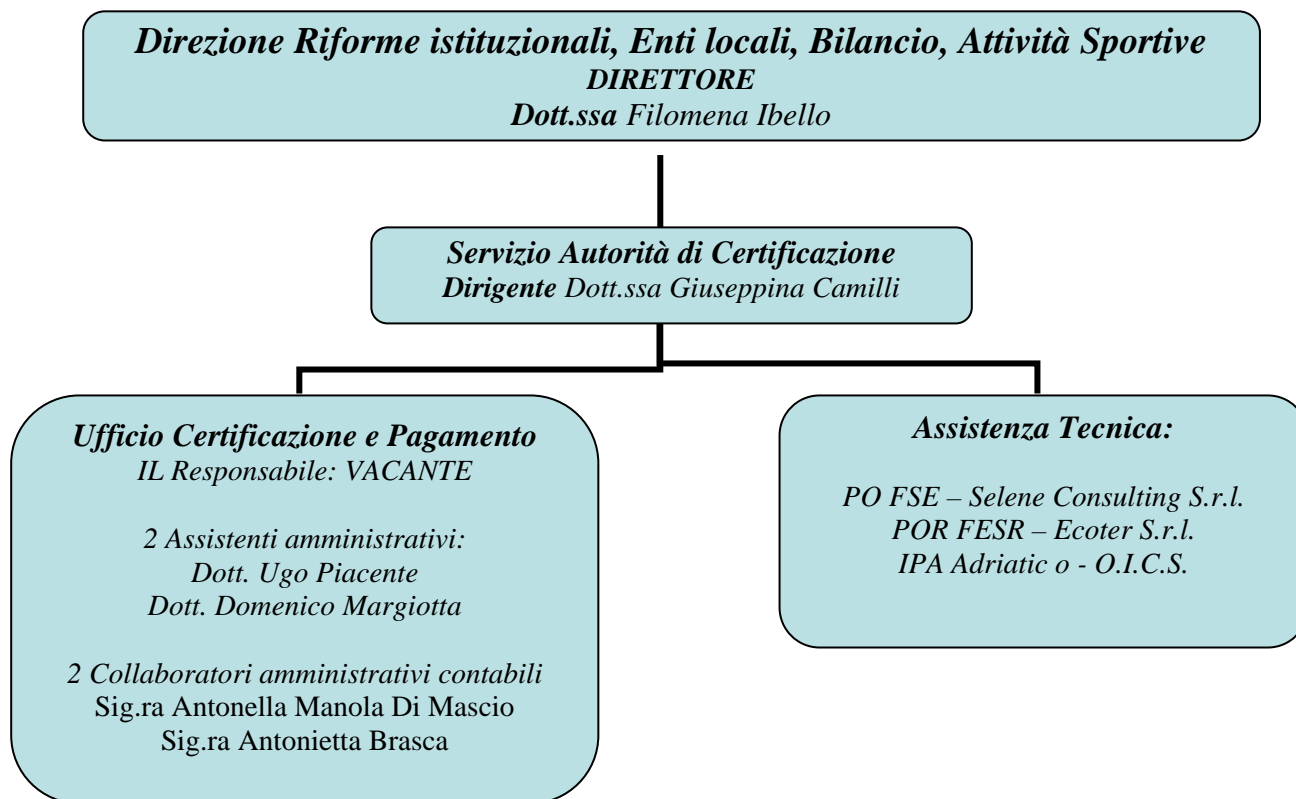 Direzione Riforme istituzionali, Enti locali, Bilancio, Attività Sportive
DIRETTORE
Dott.ssa Filomena Ibello
Servizio Autorità di Certificazione
Dirigente Dott.ssa Giuseppina Camilli
Ufficio Certificazione e Pagamento
IL Responsabile: VACANTE
2 Assistenti amministrativi:
Dott. Ugo Piacente
Dott. Domenico Margiotta
2 Collaboratori amministrativi contabili
Sig.ra Antonella Manola Di Mascio
Sig.ra Antonietta Brasca
Assistenza Tecnica:
PO FSE – Selene Consulting S.r.l.
POR FESR – Ecoter S.r.l.
IPA Adriatic o - O.I.C.S.